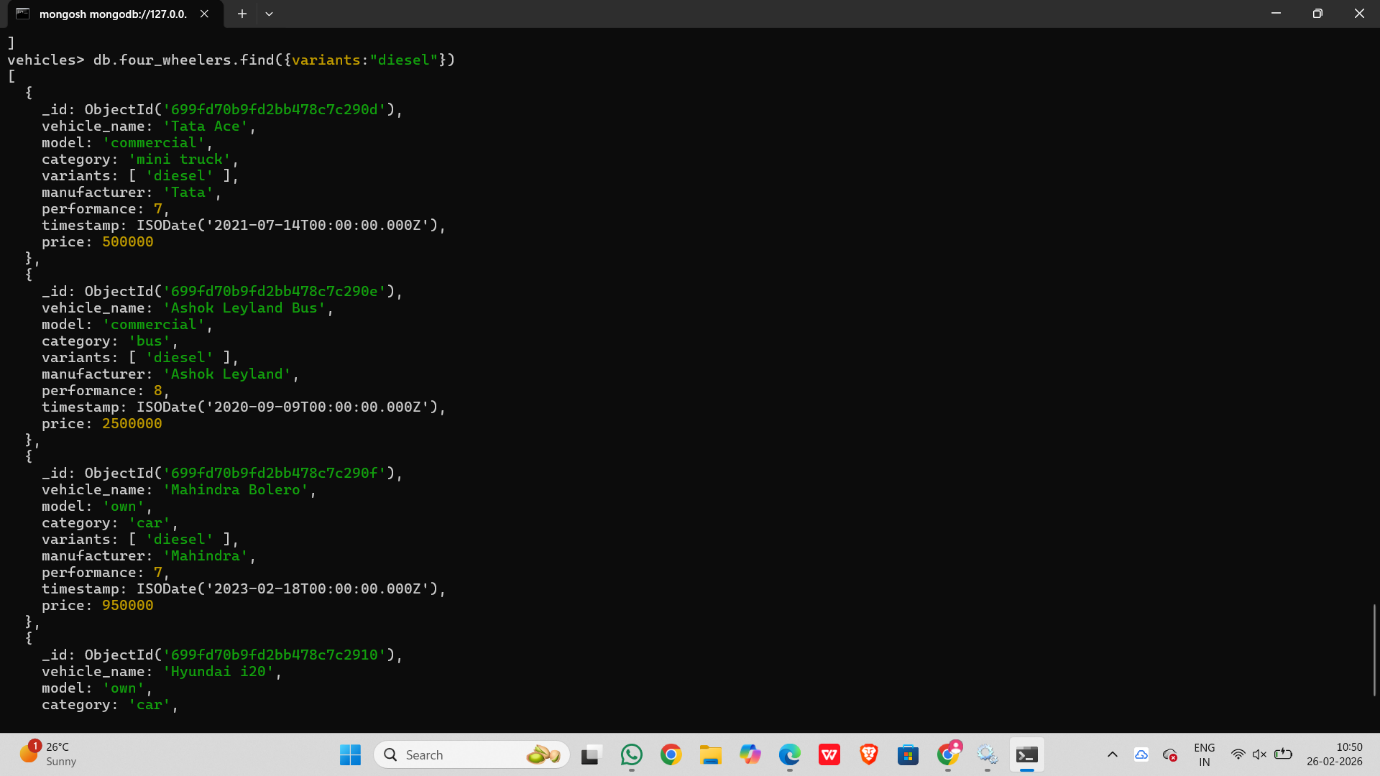 mongosh mongodb://127.0.0.
]
vehicles> db.four_wheelers.find({variants:"diesel"})
[
  {
    _id: ObjectId('699fd70b9fd2bb478c7c290d'),
    vehicle_name: 'Tata Ace',
    model: 'commercial',
    category: 'mini truck',
    variants: [ 'diesel' ],
    manufacturer: 'Tata',
    performance: 7,
    timestamp: ISODate('2021-07-14T00:00:00.000Z'),
    price: 500000
  },
  {
    _id: ObjectId('699fd70b9fd2bb478c7c290e'),
    vehicle_name: 'Ashok Leyland Bus',
    model: 'commercial',
    category: 'bus',
    variants: [ 'diesel' ],
    manufacturer: 'Ashok Leyland',
    performance: 8,
    timestamp: ISODate('2020-09-09T00:00:00.000Z'),
    price: 2500000
  },
  {
    _id: ObjectId('699fd70b9fd2bb478c7c290f'),
    vehicle_name: 'Mahindra Bolero',
    model: 'own',
    category: 'car',
    variants: [ 'diesel' ],
    manufacturer: 'Mahindra',
    performance: 7,
    timestamp: ISODate('2023-02-18T00:00:00.000Z'),
    price: 950000
  },
  {
    _id: ObjectId('699fd70b9fd2bb478c7c2910'),
    vehicle_name: 'Hyundai i20',
    model: 'own',
    category: 'car',
1
26°C
Sunny
Search
W
ENG
IN
10:50
26-02-2026